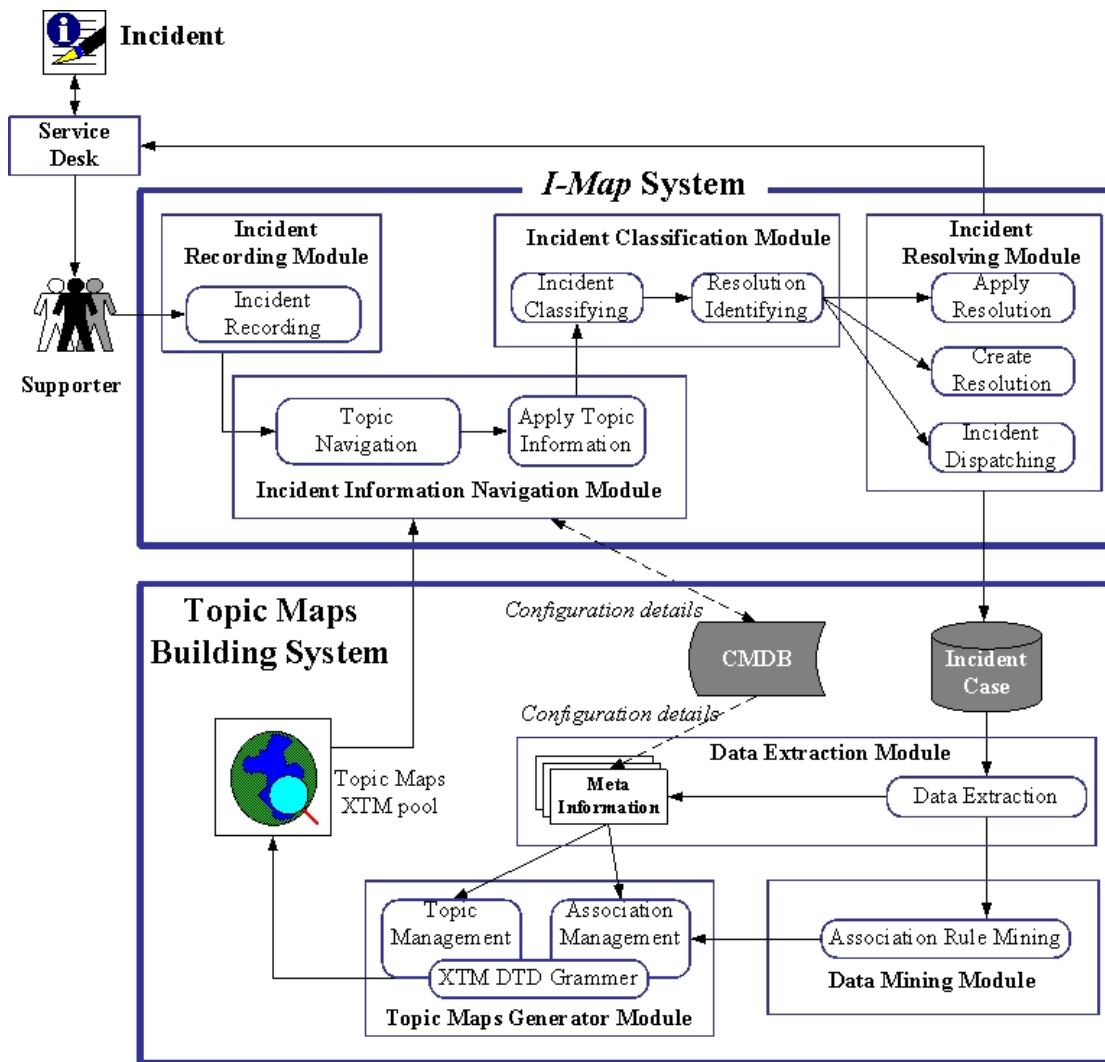 Incident
Service
Desk
I-Map System
Incident
Recording Module
Incident
Recording
Supporter
Incident Classification Module
Incident
Classifying
Resolution
Identifying
Incident
Resolving Module
Apply
Resolution
Create
Resolution
Incident
Dispatching
Topic
Navigation
Apply Topic
Information
Incident Information Navigation Module
Topic Maps
Building System
Configuration details
CMDB
Incident
Case
Configuration details
Topic Maps
XTM pool
Data Extraction Module
Meta
Information
Data Extraction
Topic
Management
Association
Management
XTM DTD Grammer
Topic Maps Generator Module
Association Rule Mining
Data Mining Module